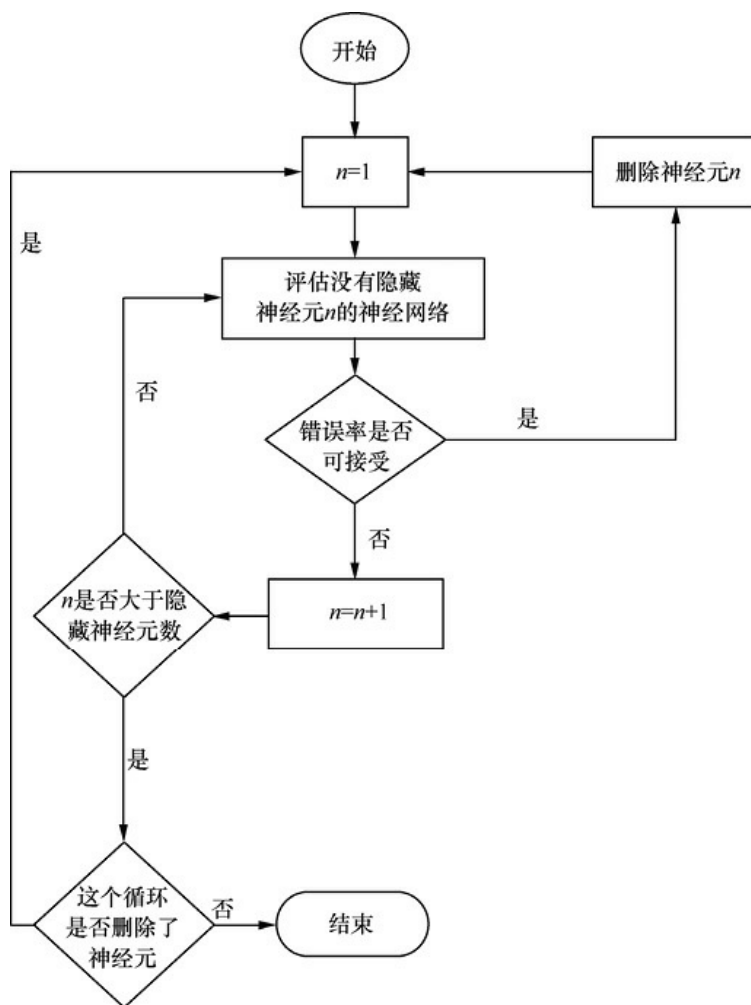 开始
n=1
删除神经元n
是
评估没有隐藏
神经元n的神经网络
否
错误率是否
可接受
是
否
n是否大于隐
藏神经元数
n=n+1
是
这个循环
是否删除了
神经元
否
结束